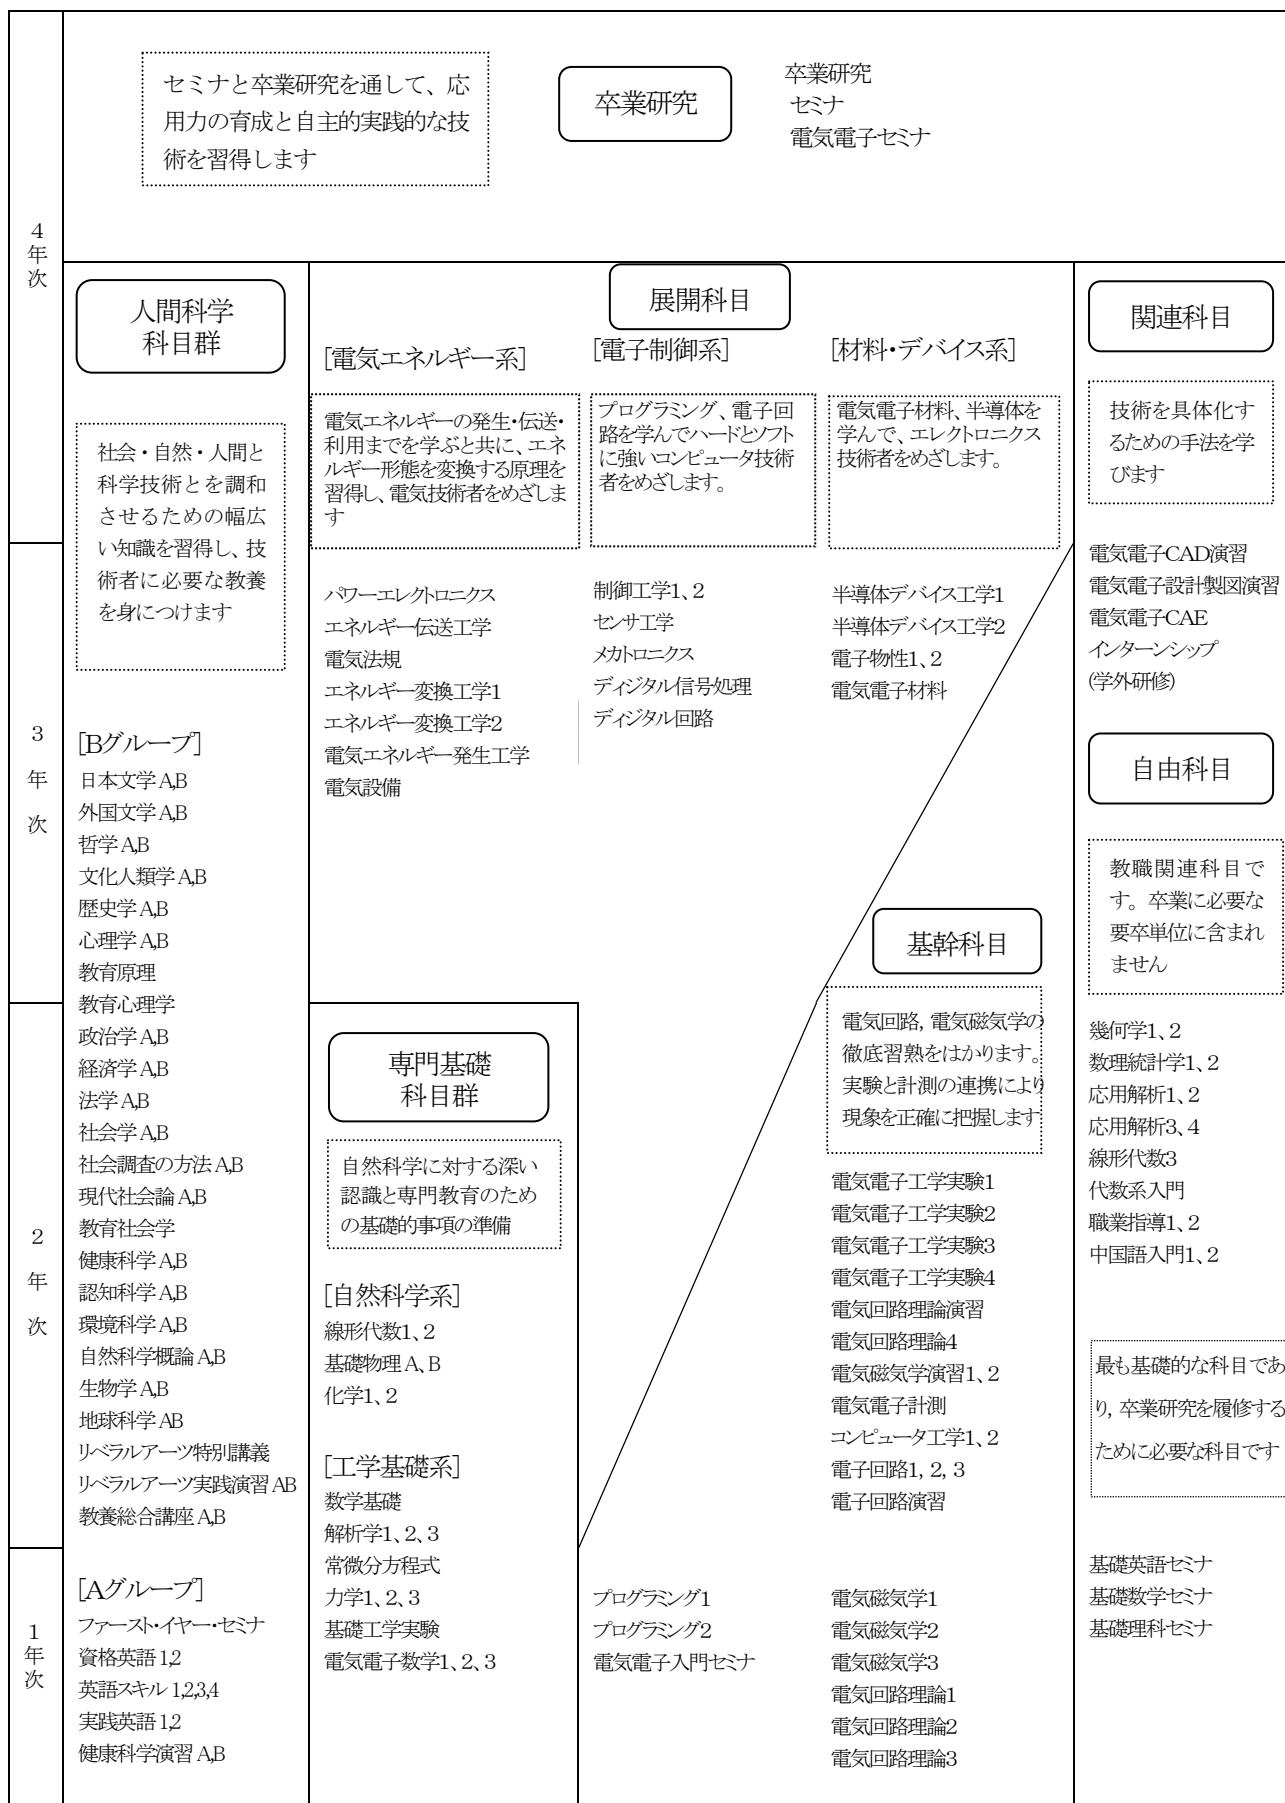 セミナと卒業研究を通して、応
用力の育成と自主的実践的な技
術を習得します
卒業研究
卒業研究
セミナ
電気電子セミナ
4
年
次
人間科学
科目群
社会・自然・人間と
科学技術とを調和
させるための幅広
い知識を習得し、技
術者に必要な教養
を身につけます
[Bグループ]
日本文学 A,B
外国文学 A,B
哲学 A,B
文化人類学 A,B
歴史学 A,B
心理学 A,B
教育原理
教育心理学
政治学 A,B
経済学 A,B
法学 A,B
社会学 A,B
社会調査の方法 A,B
現代社会論 A,B
教育社会学
健康科学 A,B
認知科学 A,B
環境科学 A,B
自然科学概論 A,B
生物学 A,B
地球科学 AB
リベラルアーツ特別講義
リベラルアーツ実践演習 AB
教養総合講座 A,B
[Aグループ]
ファースト・イヤー・セミナ
資格英語 1,2
英語スキル 1,2,3,4
実践英語 1,2
健康科学演習 A,B
展開科目
[電気エネルギー系]
電気エネルギーの発生・伝送・
利用までを学ぶと共に、エネ
ルギー形態を変換する原理を
習得し、電気技術者をめざしま
す
パワーエレクトロニクス
エネルギー伝送工学
電気法規
エネルギー変換工学1
エネルギー変換工学2
電気エネルギー発生工学
電気設備
[電子制御系]
プログラミング、電子回
路を学んでハードとソフト
に強いコンピュータ技術
者をめざします。
制御工学1、2
センサ工学
メカトロニクス
ディジタル信号処理
ディジタル回路
[材料・デバイス系]
電気電子材料、半導体を
学んで、エレクトロニクス
技術者をめざします。
半導体デバイス工学1
半導体デバイス工学2
電子物性1、2
電気電子材料
関連科目
技術を具体化す
るための手法を学
びます
電気電子CAD演習
電気電子設計製図演習
電気電子CAE
インターンシップ
(学外研修)
自由科目
教職関連科目で
す。卒業に必要な
要卒単位に含まれ
ません
幾何学1、2
数理統計学1、2
応用解析1、2
応用解析3、4
線形代数3
代数系入門
職業指導1、2
中国語入門1、2
最も基礎的な科目であ
り, 卒業研究を履修する
ために必要な科目です
基礎英語セミナ
基礎数学セミナ
基礎理科セミナ
3
年
次
専門基礎
科目群
自然科学に対する深い
認識と専門教育のため
の基礎的事項の準備
[自然科学系]
線形代数1、2
基礎物理 A、B
化学1、2
[工学基礎系]
数学基礎
解析学1、2、3
常微分方程式
力学1、2、3
基礎工学実験
電気電子数学1、2、3
基幹科目
電気回路, 電気磁気学の
徹底習熟をはかります。
実験と計測の連携により
現象を正確に把握します
電気電子工学実験1
電気電子工学実験2
電気電子工学実験3
電気電子工学実験4
電気回路理論演習
電気回路理論4
電気磁気学演習1、2
電気電子計測
コンピュータ工学1、2
電子回路1, 2, 3
電子回路演習
2
年
次
1
年
次
プログラミング1
プログラミング2
電気電子入門セミナ
電気磁気学1
電気磁気学2
電気磁気学3
電気回路理論1
電気回路理論2
電気回路理論3